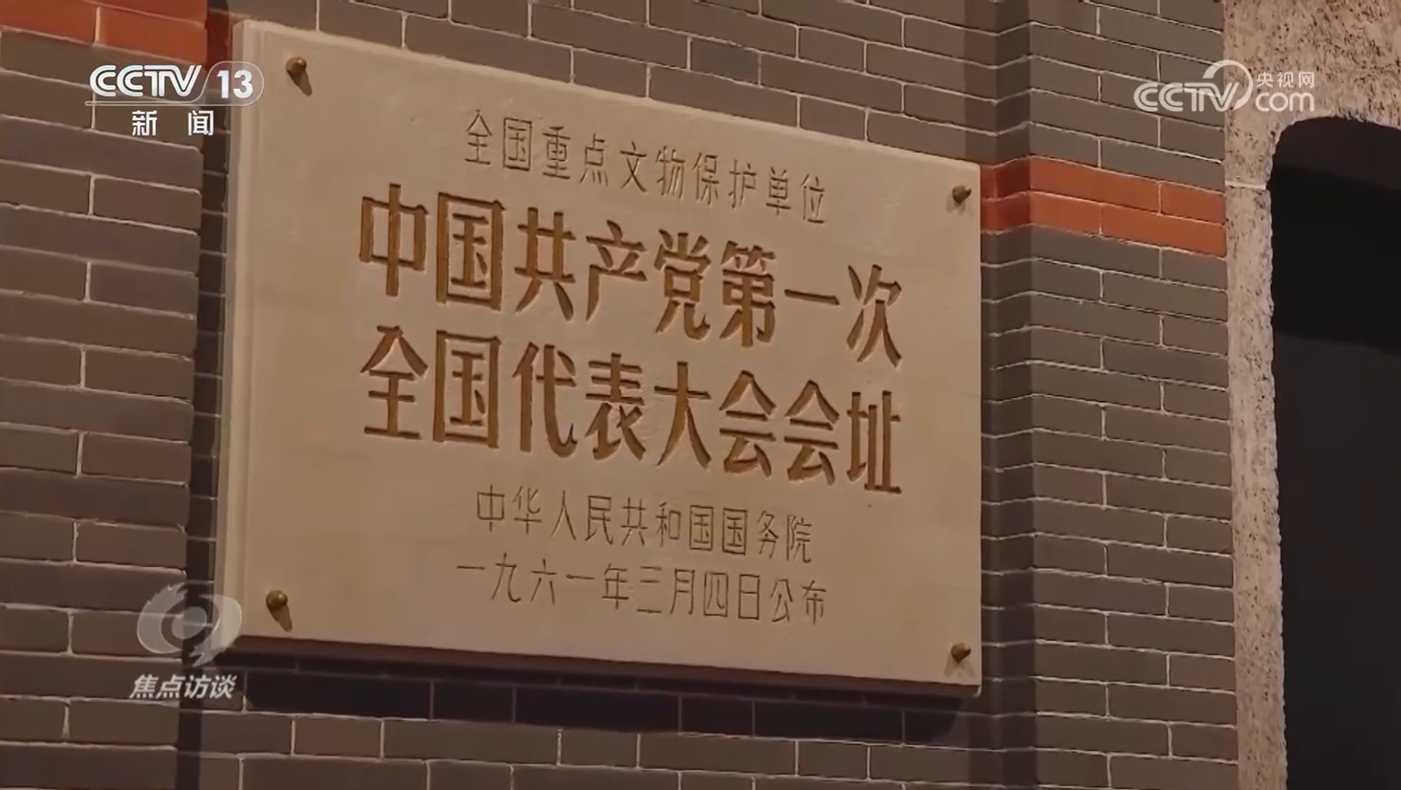 CCTV 13
新闻
央视网
CCTV.com
全国重点文物保护单位
中国共产党第一次
全国代表大会会址
中华人民共和国国务院
一九六一年三月四日公布
焦点访谈